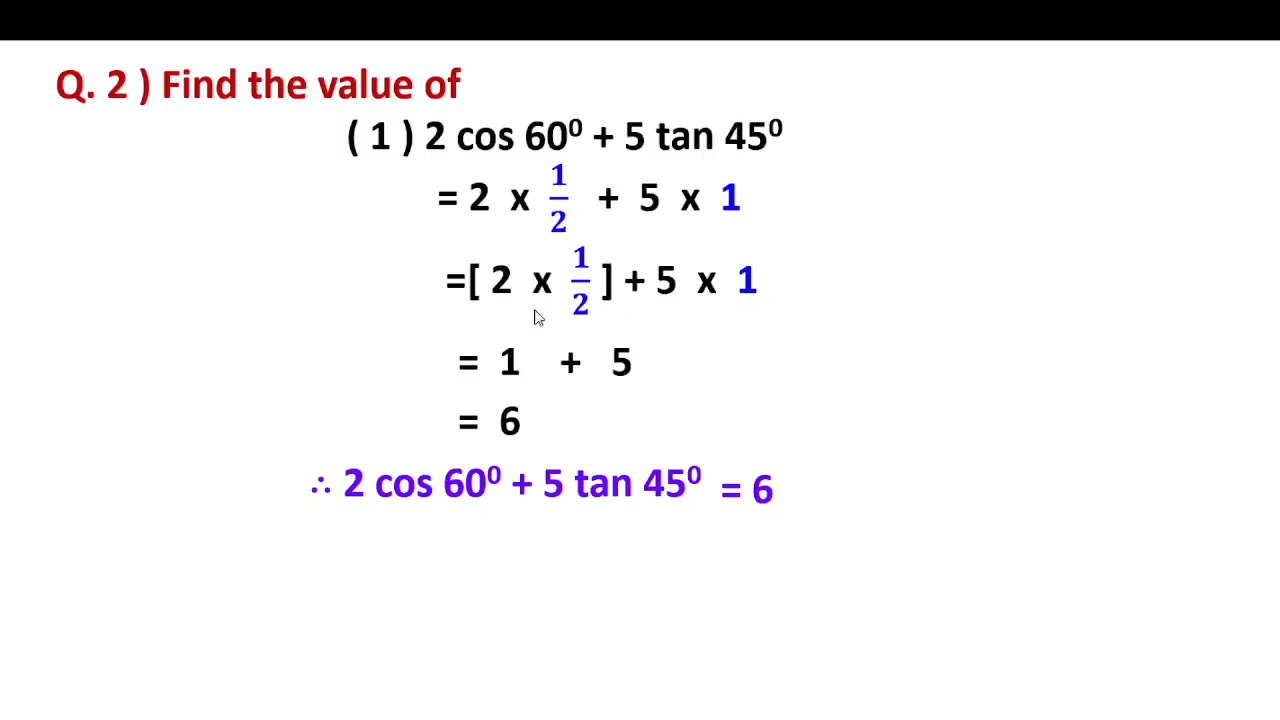 Q. 2 ) Find the value of
( 1 ) 2 cos 60⁰ + 5 tan 45⁰
= 2 x 1/2 + 5 x 1
=[ 2 x 1/2 ] + 5 x 1
= 1 + 5
= 6
∴ 2 cos 60⁰ + 5 tan 45⁰ = 6